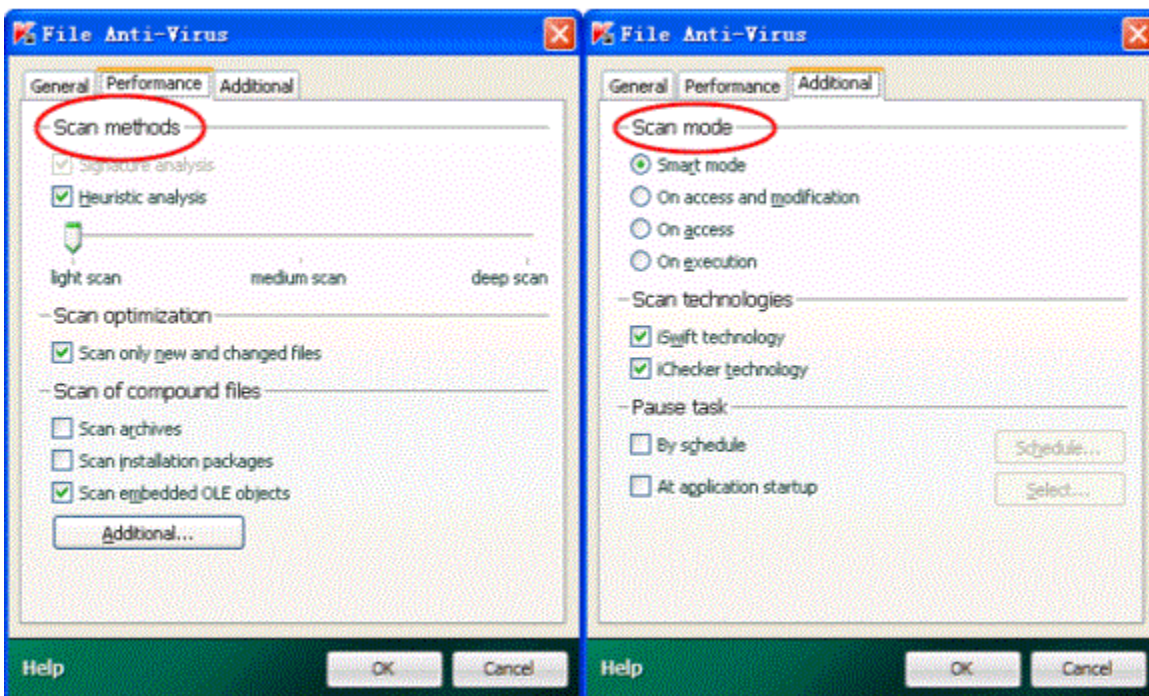 File Anti-Virus
General Performance Additional
Scan methods
Signature analysis
Heuristic analysis
light scan medium scan deep scan
Scan optimization
Scan only new and changed files
Scan of compound files
Scan archives
Scan installation packages
Scan embedded OLE objects
Additional...
Help OK Cancel
File Anti-Virus
General Performance Additional
Scan mode
Smart mode
On access and modification
On access
On execution
Scan technologies
iSwift technology
iChecker technology
Pause task
By schedule Schedule...
At application startup Select...
Help OK Cancel